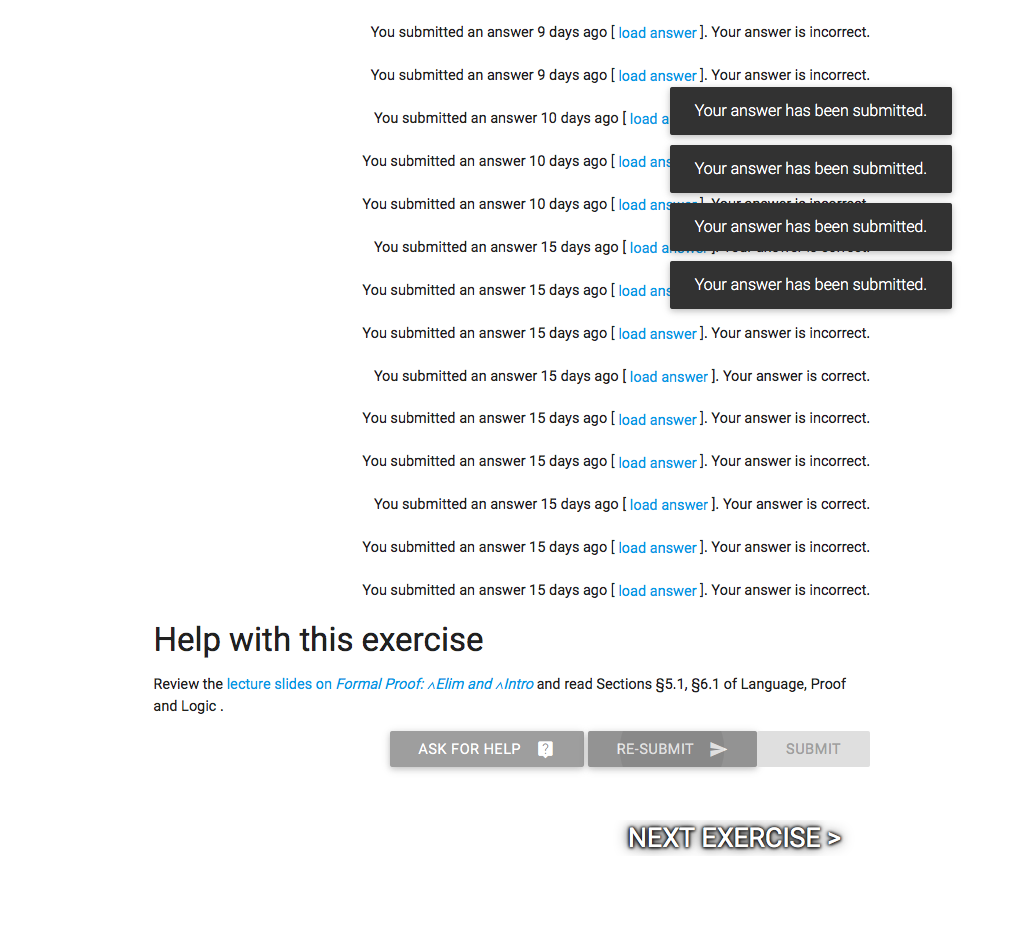 You submitted an answer 9 days ago [ load answer ]. Your answer is incorrect.
You submitted an answer 9 days ago [ load answer ]. Your answer is incorrect.
You submitted an answer 10 days ago [ load a
Your answer has been submitted.
You submitted an answer 10 days ago [ load ans
Your answer has been submitted.
You submitted an answer 10 days ago [ load answer ]. Your answer is incorrect.
Your answer has been submitted.
You submitted an answer 15 days ago [ load answer ]. Your answer is correct.
You submitted an answer 15 days ago [ load ans
Your answer has been submitted.
You submitted an answer 15 days ago [ load answer ]. Your answer is incorrect.
You submitted an answer 15 days ago [ load answer ]. Your answer is correct.
You submitted an answer 15 days ago [ load answer ]. Your answer is incorrect.
You submitted an answer 15 days ago [ load answer ]. Your answer is incorrect.
You submitted an answer 15 days ago [ load answer ]. Your answer is correct.
You submitted an answer 15 days ago [ load answer ]. Your answer is incorrect.
You submitted an answer 15 days ago [ load answer ]. Your answer is incorrect.
Help with this exercise
Review the lecture slides on Formal Proof: ∧Elim and ∧Intro and read Sections §5.1, §6.1 of Language, Proof
and Logic .
ASK FOR HELP ?
RE-SUBMIT
SUBMIT
NEXT EXERCISE >